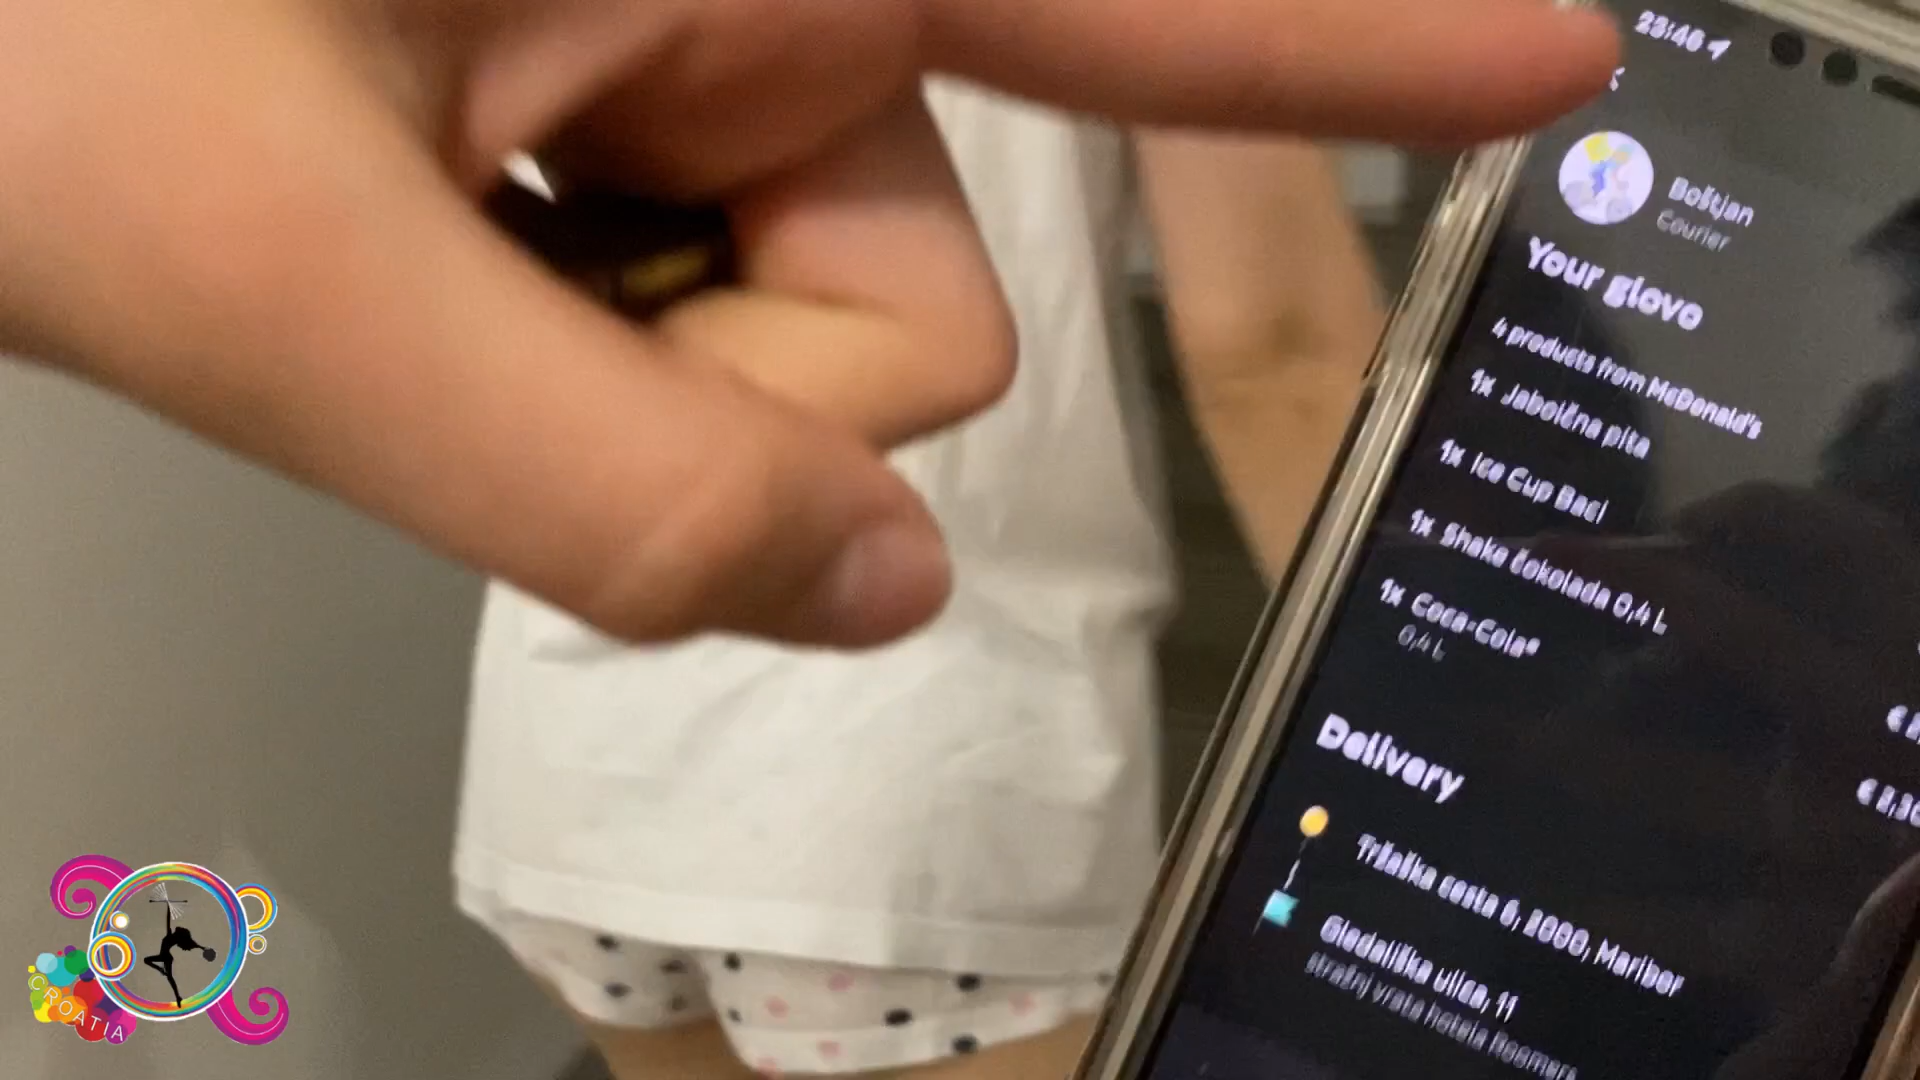 23:46
Boštjan
Courier
Your glovo
4 products from McDonald's
1x Jabolčna pita
1x Ice Cup Baci
1x Shake čokolada 0,4 L
1x Coca-Cola®
0,4 L
Delivery
Tržaška cesta 6, 2000, Maribor
Gledališka ulica, 11
stražnj vrata hotela
CROATIA